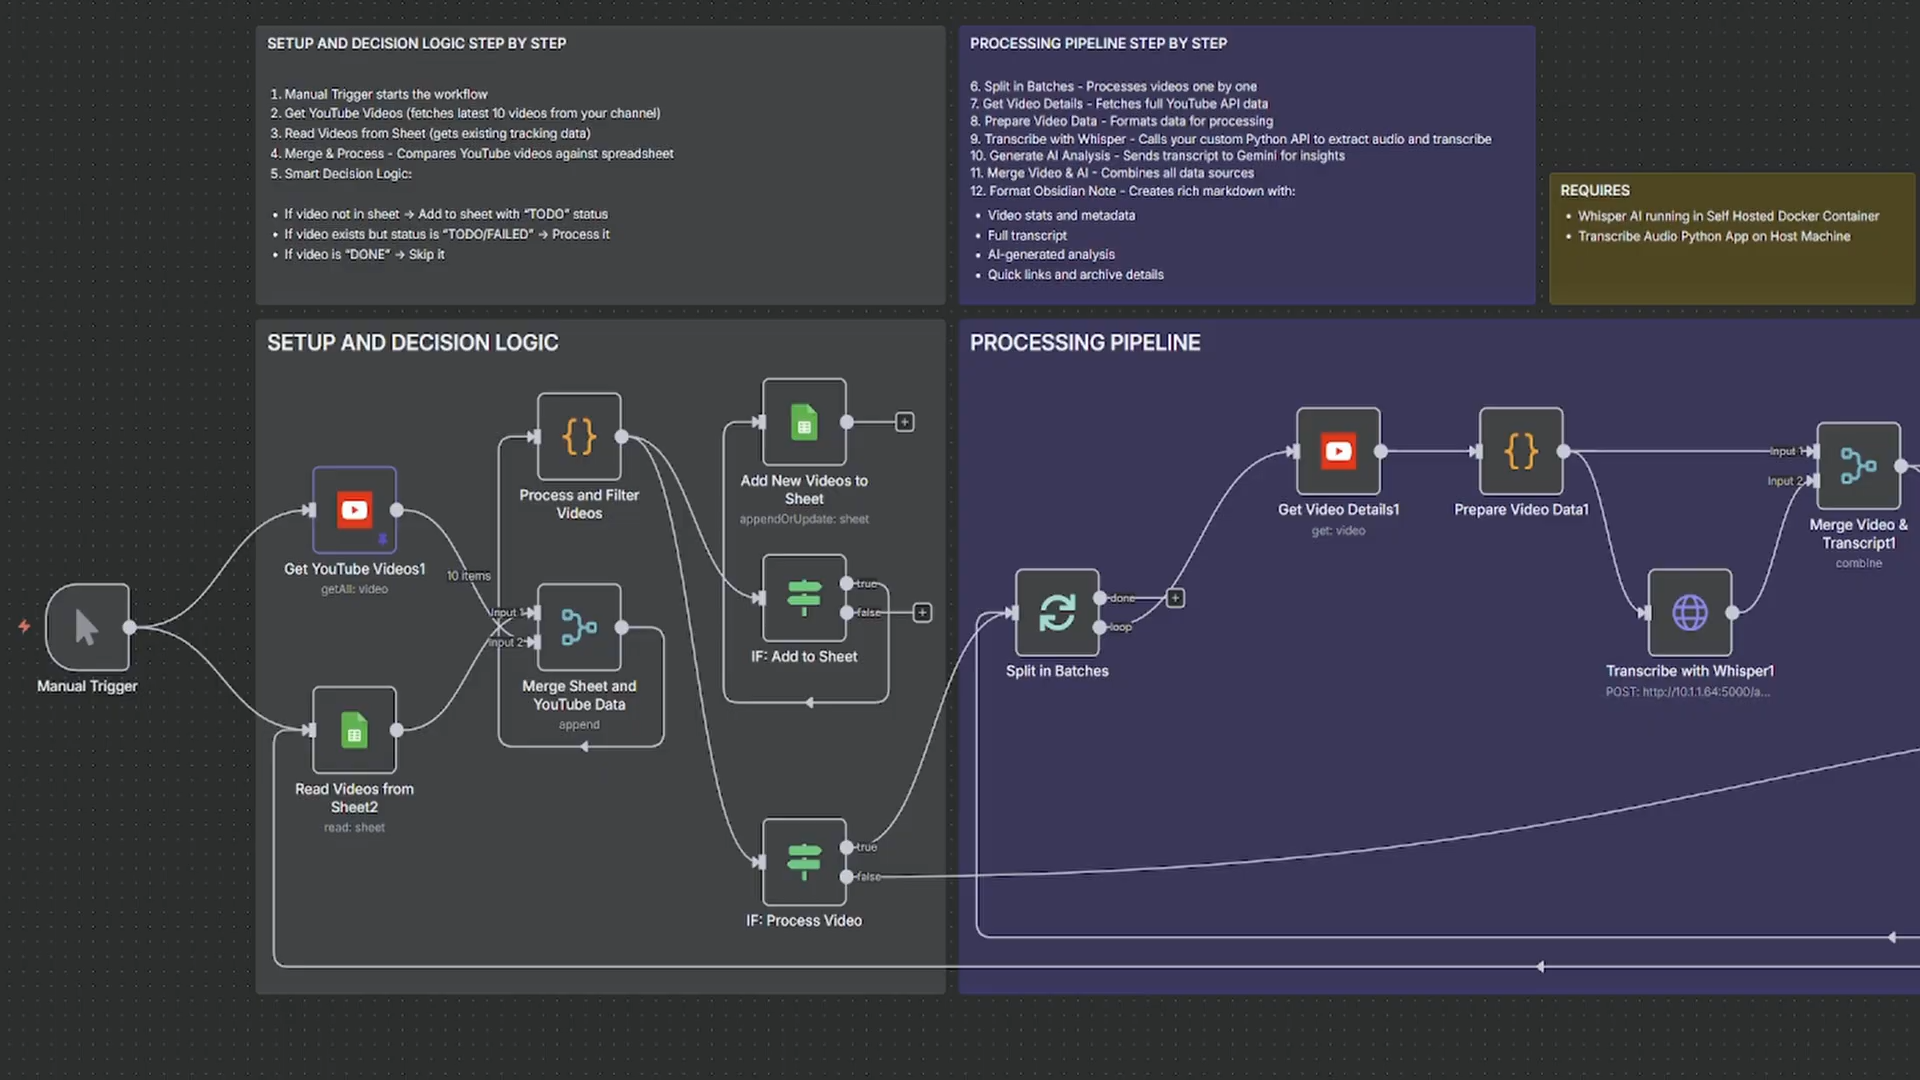 SETUP AND DECISION LOGIC STEP BY STEP
1. Manual Trigger starts the workflow
2. Get YouTube Videos (fetches latest 10 videos from your channel)
3. Read Videos from Sheet (gets existing tracking data)
4. Merge & Process - Compares YouTube videos against spreadsheet
5. Smart Decision Logic:
• If video not in sheet → Add to sheet with "TODO" status
• If video exists but status is "TODO/FAILED" → Process it
• If video is "DONE" → Skip it
PROCESSING PIPELINE STEP BY STEP
6. Split in Batches - Processes videos one by one
7. Get Video Details - Fetches full YouTube API data
8. Prepare Video Data - Formats data for processing
9. Transcribe with Whisper - Calls your custom Python API to extract audio and transcribe
10. Generate AI Analysis - Sends transcript to Gemini for insights
11. Merge Video & AI - Combines all data sources
12. Format Obsidian Note - Creates rich markdown with:
• Video stats and metadata
• Full transcript
• AI-generated analysis
• Quick links and archive details
REQUIRES
• Whisper AI running in Self Hosted Docker Container
• Transcribe Audio Python App on Host Machine
SETUP AND DECISION LOGIC
Manual Trigger
Get YouTube Videos1
getAll: video
10 items
Read Videos from
Sheet2
read: sheet
Process and Filter
Videos
Input 1
Input 2
Merge Sheet and
YouTube Data
append
Add New Videos to
Sheet
appendOrUpdate: sheet
true
false
IF: Add to Sheet
true
false
IF: Process Video
PROCESSING PIPELINE
done
loop
Split in Batches
Get Video Details1
get: video
Prepare Video Data1
Transcribe with Whisper1
POST: http://10.1.1.64:5000/a...
Input 1
Input 2
Merge Video &
Transcript1
combine